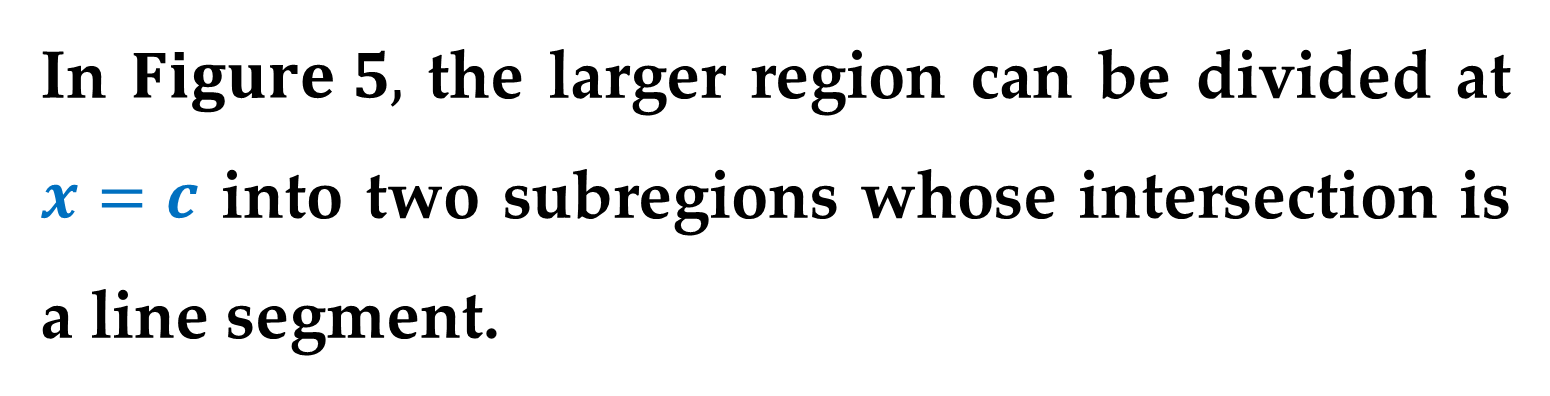 In Figure 5, the larger region can be divided at
x = c into two subregions whose intersection is
a line segment.